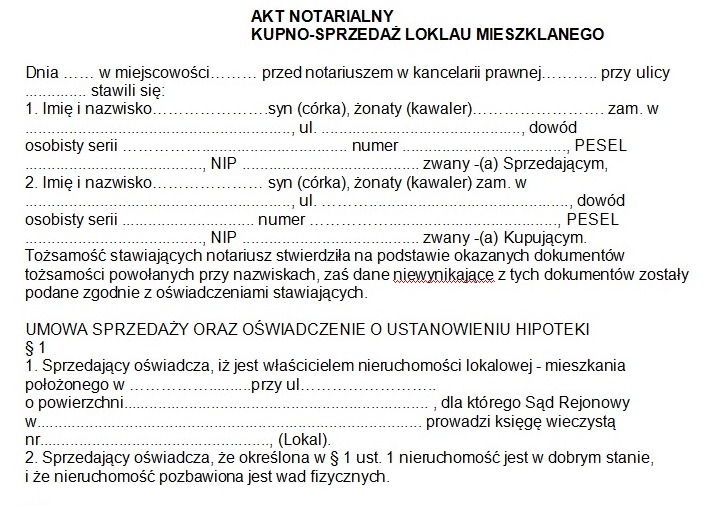 AKT NOTARIALNY
KUPNO-SPRZEDAŻ LOKLAU MIESZKLANEGO
Dnia …… w miejscowości……… przed notariuszem w kancelarii prawnej……….. przy ulicy
.............. stawili się:
1. Imię i nazwisko……………………..syn (córka), żonaty (kawaler)………………………… zam. w
............................................................., ul. .............................................., dowód
osobisty serii ……………………………................... numer ......................................, PESEL
........................................, NIP ......................................... zwany -(a) Sprzedającym,
2. Imię i nazwisko…………………… syn (córka), żonaty (kawaler) zam. w
............................................................., ul. ........................................................., dowód
osobisty serii .............................. numer ........................................................., PESEL
........................................, NIP ......................................... zwany -(a) Kupującym.
Tożsamość stawiających notariusz stwierdziła na podstawie okazanych dokumentów
tożsamości powołanych przy nazwiskach, zaś dane niewynikające z tych dokumentów zostały
podane zgodnie z oświadczeniami stawiających.
UMOWA SPRZEDAŻY ORAZ OŚWIADCZENIE O USTANOWIENIU HIPOTEKI
§ 1
1. Sprzedający oświadcza, iż jest właścicielem nieruchomości lokalowej - mieszkania
położonego w …………………..........przy ul……………………………..
o powierzchni..................................................................... , dla którego Sąd Rejonowy
w....................................................................................... prowadzi księgę wieczystą
nr...................................................., (Lokal).
2. Sprzedający oświadcza, że określona w § 1 ust. 1 nieruchomość jest w dobrym stanie,
i że nieruchomość pozbawiona jest wad fizycznych.